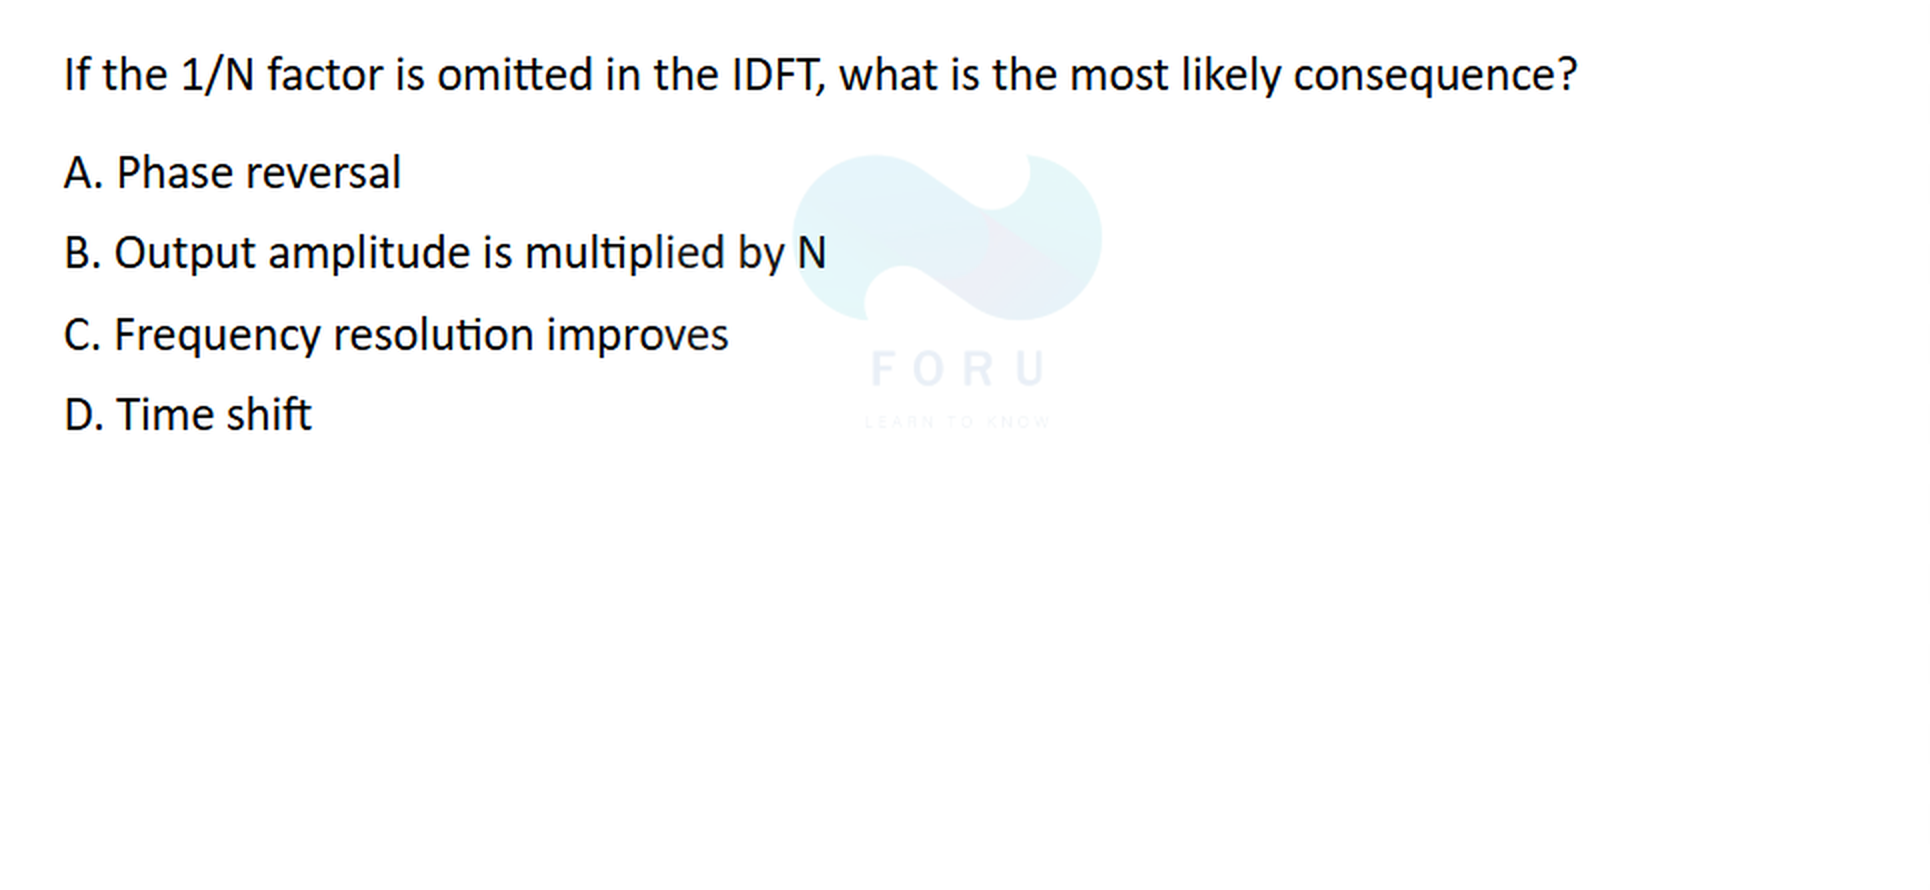 If the 1/N factor is omitted in the IDFT, what is the most likely consequence?
A. Phase reversal
B. Output amplitude is multiplied by N
C. Frequency resolution improves
D. Time shift
FORU
LEARN TO KNOW